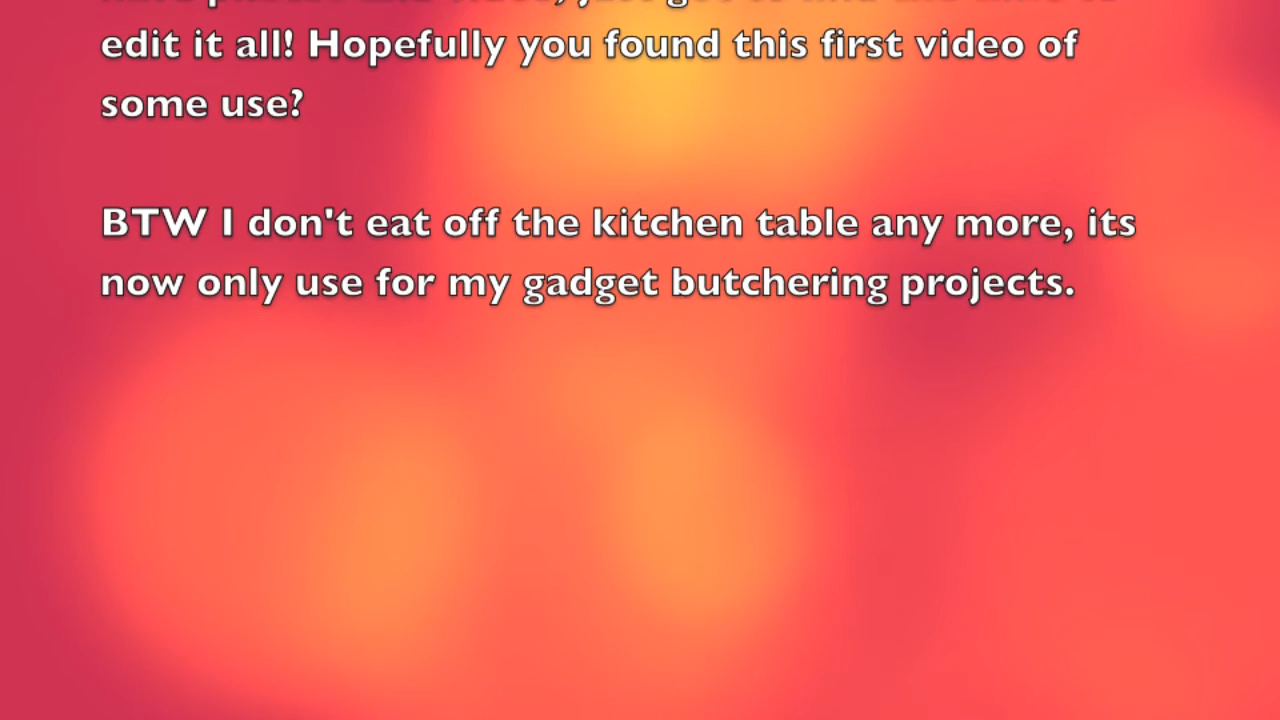 edit it all! Hopefully you found this first video of
some use?
BTW I don't eat off the kitchen table any more, its
now only use for my gadget butchering projects.